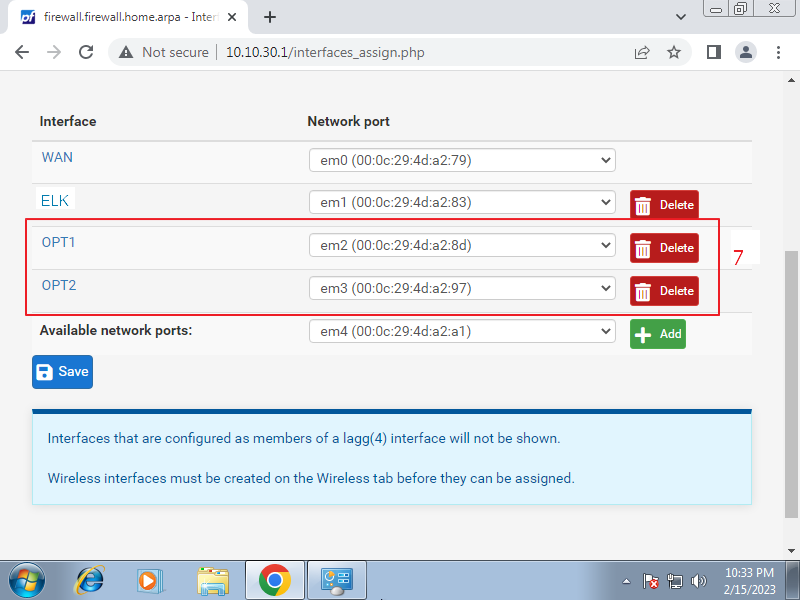 firewall.firewall.home.arpa - Inter
Not secure 10.10.30.1/interfaces_assign.php
Interface Network port
WAN em0 (00:0c:29:4d:a2:79)
ELK em1 (00:0c:29:4d:a2:83) Delete
OPT1 em2 (00:0c:29:4d:a2:8d) Delete
7
OPT2 em3 (00:0c:29:4d:a2:97) Delete
Available network ports: em4 (00:0c:29:4d:a2:a1) Add
Save
Interfaces that are configured as members of a lagg(4) interface will not be shown.
Wireless interfaces must be created on the Wireless tab before they can be assigned.
10:33 PM
2/15/2023